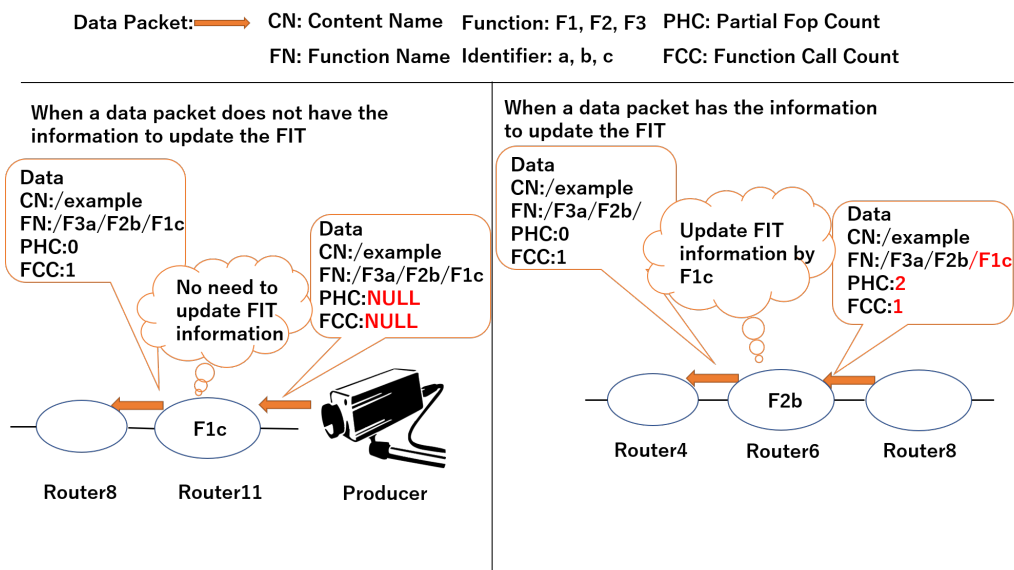 Data Packet:
CN: Content Name
Function: F1, F2, F3
PHC: Partial Fop Count
FN: Function Name
Identifier: a, b, c
FCC: Function Call Count
When a data packet does not have the
information to update the FIT
Data
CN:/example
FN:/F3a/F2b/F1c
PHC:0
FCC:1
No need to
update FIT
information
Data
CN:/example
FN:/F3a/F2b/F1c
PHC:NULL
FCC:NULL
F1c
Router8
Router11
Producer
When a data packet has the information
to update the FIT
Data
CN:/example
FN:/F3a/F2b/
PHC:0
FCC:1
Update FIT
information by
F1c
Data
CN:/example
FN:/F3a/F2b/F1c
PHC:2
FCC:1
F2b
Router4
Router6
Router8